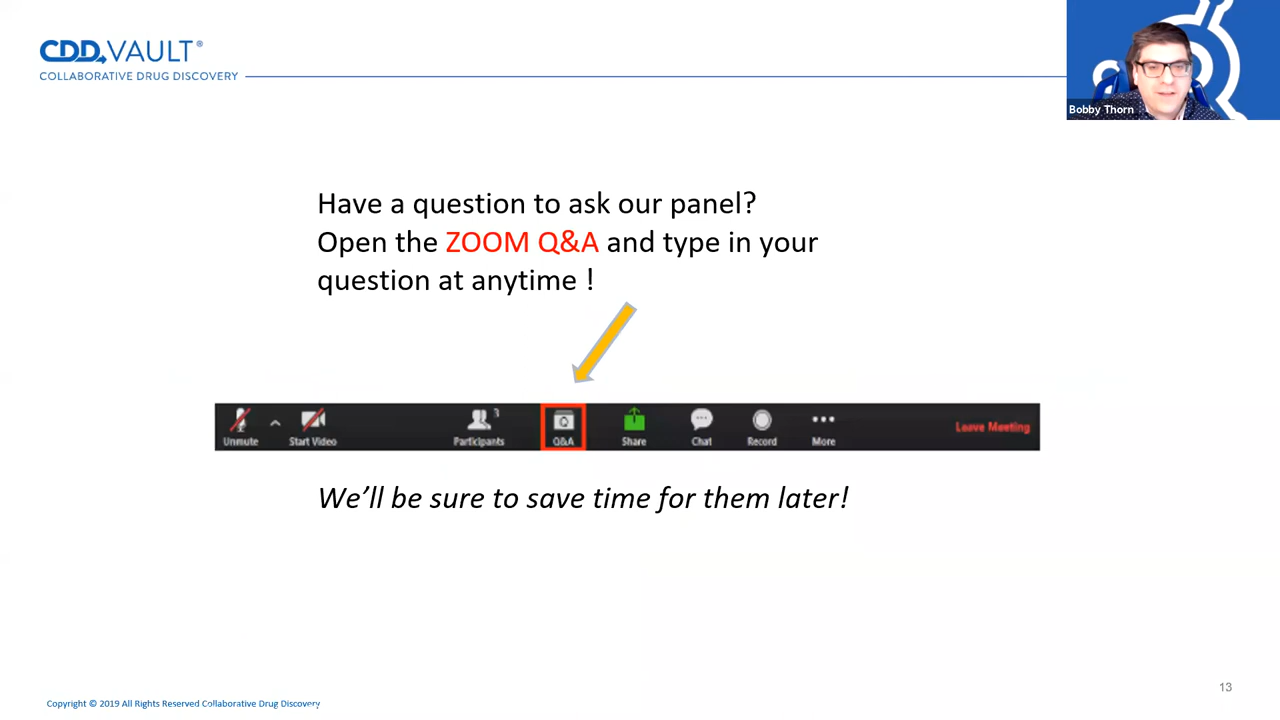 CDD VAULT®
COLLABORATIVE DRUG DISCOVERY
Bobby Thorn
Have a question to ask our panel?
Open the ZOOM Q&A and type in your
question at anytime !
3
Q
Unmute Start Video Participants Q&A Share Chat Record More Leave Meeting
We’ll be sure to save time for them later!
13
Copyright © 2019 All Rights Reserved Collaborative Drug Discovery